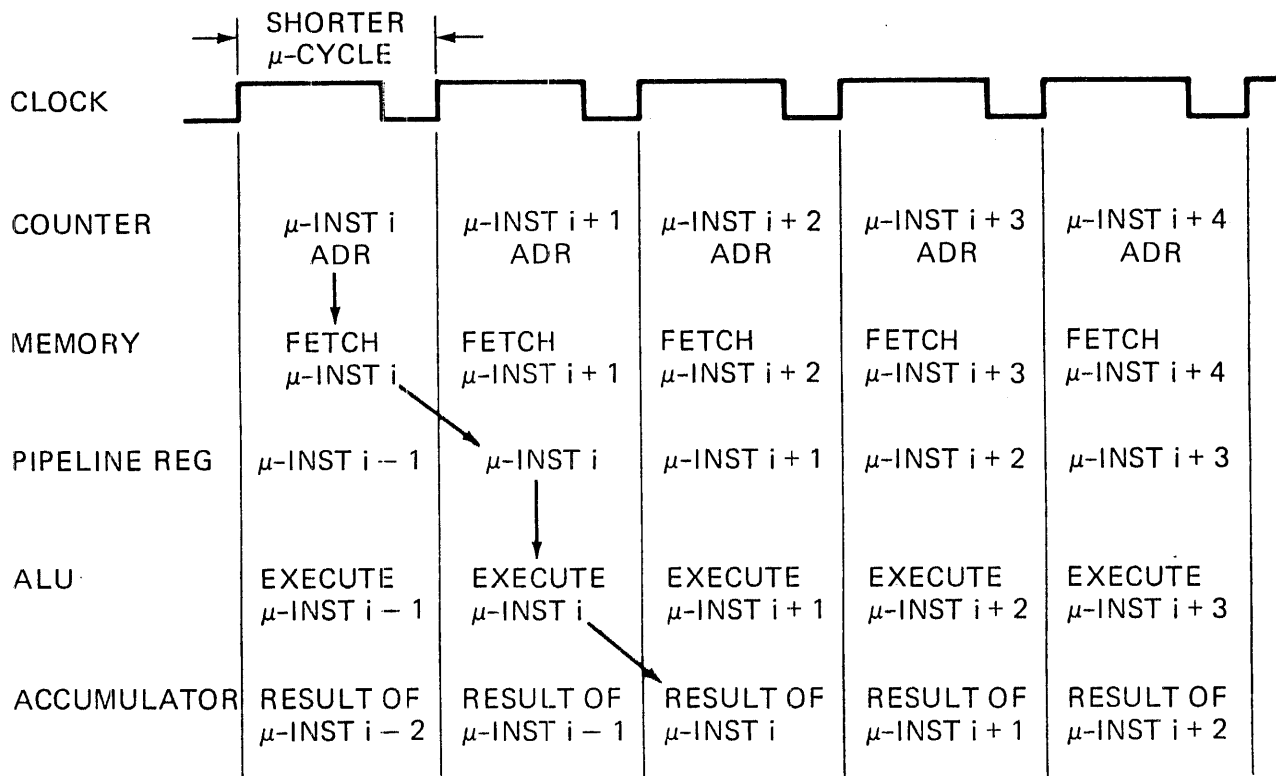 SHORTER
μ-CYCLE
CLOCK
COUNTER
μ-INST i
ADR
μ-INST i + 1
ADR
μ-INST i + 2
ADR
μ-INST i + 3
ADR
μ-INST i + 4
ADR
MEMORY
FETCH
μ-INST i
FETCH
μ-INST i + 1
FETCH
μ-INST i + 2
FETCH
μ-INST i + 3
FETCH
μ-INST i + 4
PIPELINE REG
μ-INST i − 1
μ-INST i
μ-INST i + 1
μ-INST i + 2
μ-INST i + 3
ALU
EXECUTE
μ-INST i − 1
EXECUTE
μ-INST i
EXECUTE
μ-INST i + 1
EXECUTE
μ-INST i + 2
EXECUTE
μ-INST i + 3
ACCUMULATOR
RESULT OF
μ-INST i − 2
RESULT OF
μ-INST i − 1
RESULT OF
μ-INST i
RESULT OF
μ-INST i + 1
RESULT OF
μ-INST i + 2